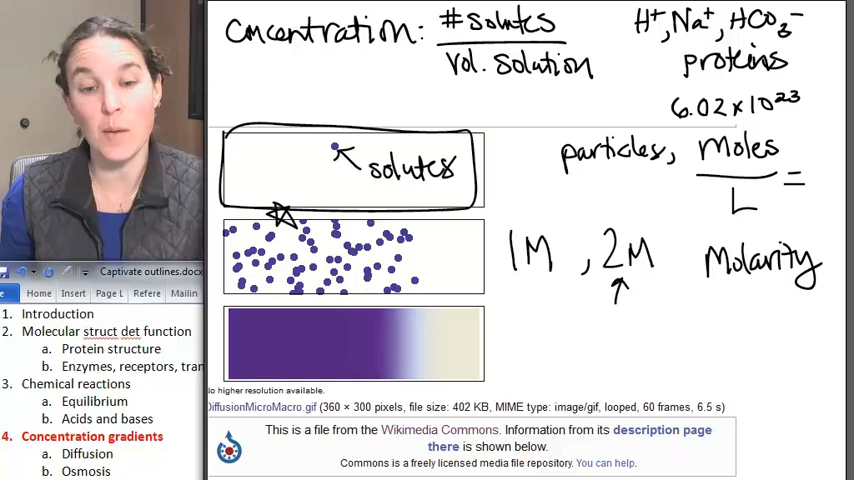 Concentration: # solutes
vol. solution
H+, Na+, HCO3−
proteins
6.02 x 10^23
particles, Moles =
L
solutes
1M , 2M Molarity
Captivate outlines.docx
Home Insert Page L Refere Mailin
1. Introduction
2. Molecular struct det function
a. Protein structure
b. Enzymes, receptors, tran
3. Chemical reactions
a. Equilibrium
b. Acids and bases
4. Concentration gradients
a. Diffusion
b. Osmosis
No higher resolution available.
DiffusionMicroMacro.gif (360 × 300 pixels, file size: 402 KB, MIME type: image/gif, looped, 60 frames, 6.5 s)
This is a file from the Wikimedia Commons. Information from its description page
there is shown below.
Commons is a freely licensed media file repository. You can help.